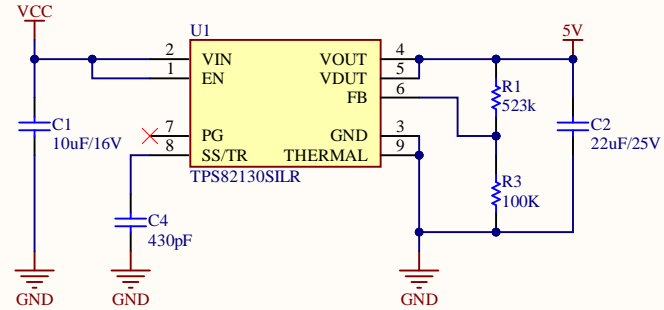 VCC
U1
5V
2 VIN VOUT 4
1 EN VDUT 5
FB 6
R1
523k
C1
10uF/16V
7 PG GND 3
C2
22uF/25V
8 SS/TR THERMAL 9
TPS82130SILR
R3
100K
C4
430pF
GND
GND
GND